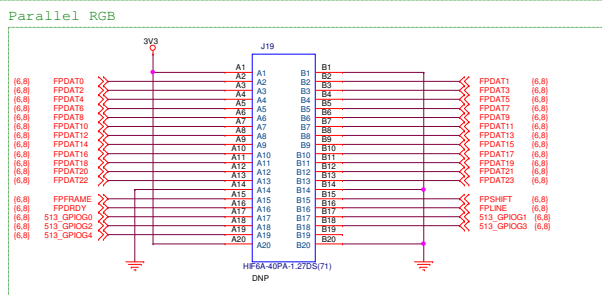 Parallel RGB
3V3
J19
A1 A1 B1 B1
{6,8} FPDAT0 A2 A2 B2 B2 FPDAT1 {6,8}
{6,8} FPDAT2 A3 A3 B3 B3 FPDAT3 {6,8}
{6,8} FPDAT4 A4 A4 B4 B4 FPDAT5 {6,8}
{6,8} FPDAT6 A5 A5 B5 B5 FPDAT7 {6,8}
{6,8} FPDAT8 A6 A6 B6 B6 FPDAT9 {6,8}
{6,8} FPDAT10 A7 A7 B7 B7 FPDAT11 {6,8}
{6,8} FPDAT12 A8 A8 B8 B8 FPDAT13 {6,8}
{6,8} FPDAT14 A9 A9 B9 B9 FPDAT15 {6,8}
{6,8} FPDAT16 A10 A10 B10 B10 FPDAT17 {6,8}
{6,8} FPDAT18 A11 A11 B11 B11 FPDAT19 {6,8}
{6,8} FPDAT20 A12 A12 B12 B12 FPDAT21 {6,8}
{6,8} FPDAT22 A13 A13 B13 B13 FPDAT23 {6,8}
A14 A14 B14 B14
{6,8} FPFRAME A15 A15 B15 B15 FPSHIFT {6,8}
{6,8} FPDRDY A16 A16 B16 B16 FPLINE {6,8}
{6,8} 513_GPIOG0 A17 A17 B17 B17 513_GPIOG1 {6,8}
{6,8} 513_GPIOG2 A18 A18 B18 B18 513_GPIOG3 {6,8}
{6,8} 513_GPIOG4 A19 A19 B19 B19
A20 A20 B20 B20
HIF6A-40PA-1.27DS(71)
DNP